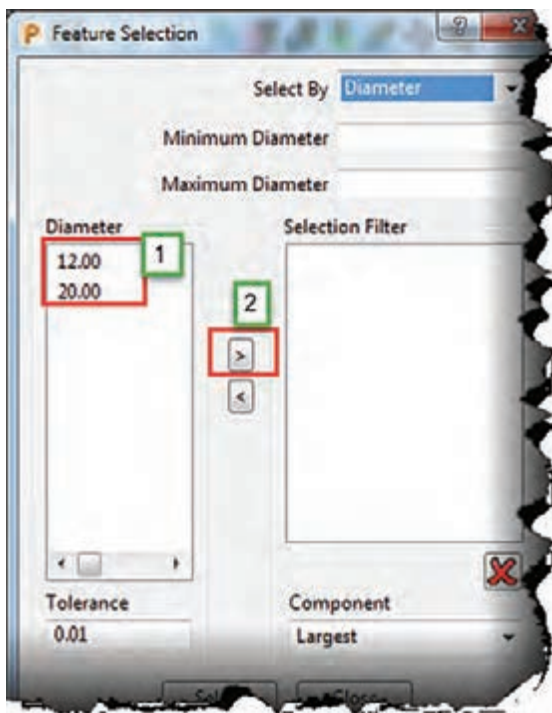 P Feature Selection ?
Select By Diameter
Minimum Diameter
Maximum Diameter
Diameter
Selection Filter
12.00
20.00
1
2
>
<
Tolerance
Component
0.01
Largest
Close